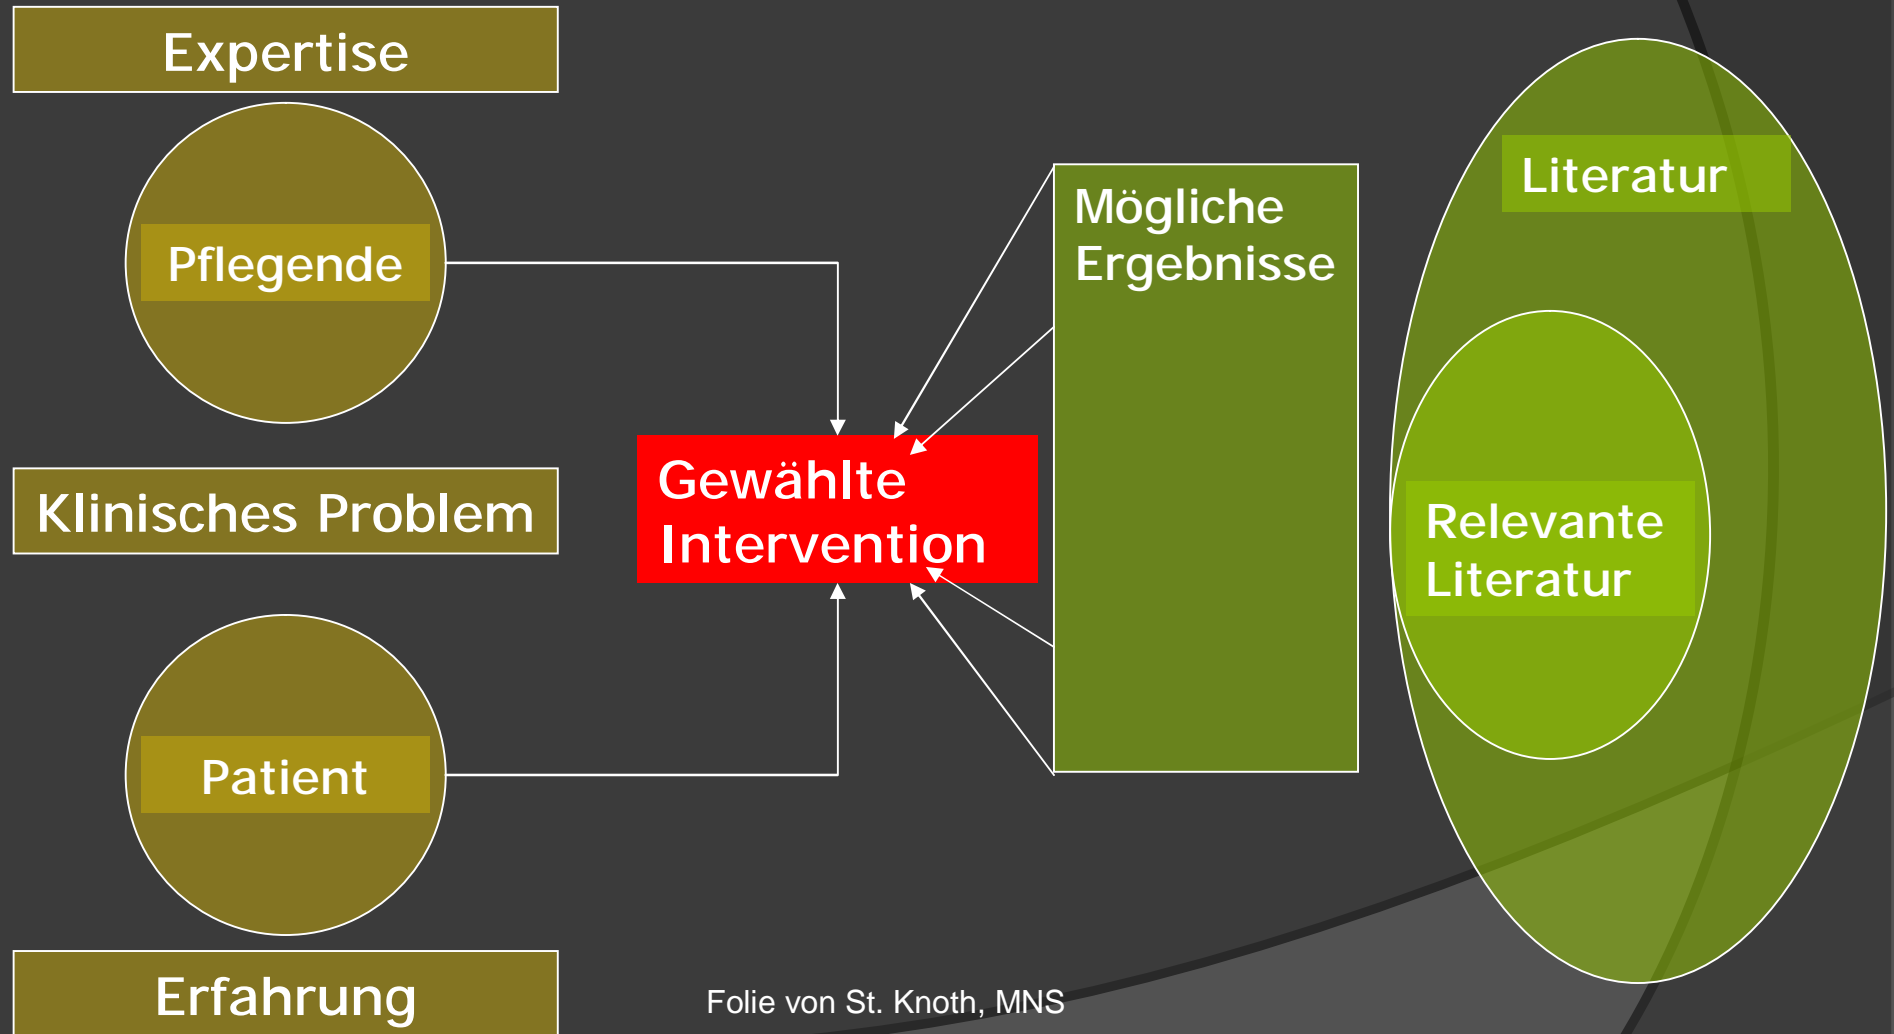 Expertise
Pflegende
Klinisches Problem
Patient
Erfahrung
Gewählte
Intervention
Mögliche
Ergebnisse
Literatur
Relevante
Literatur
Folie von St. Knoth, MNS